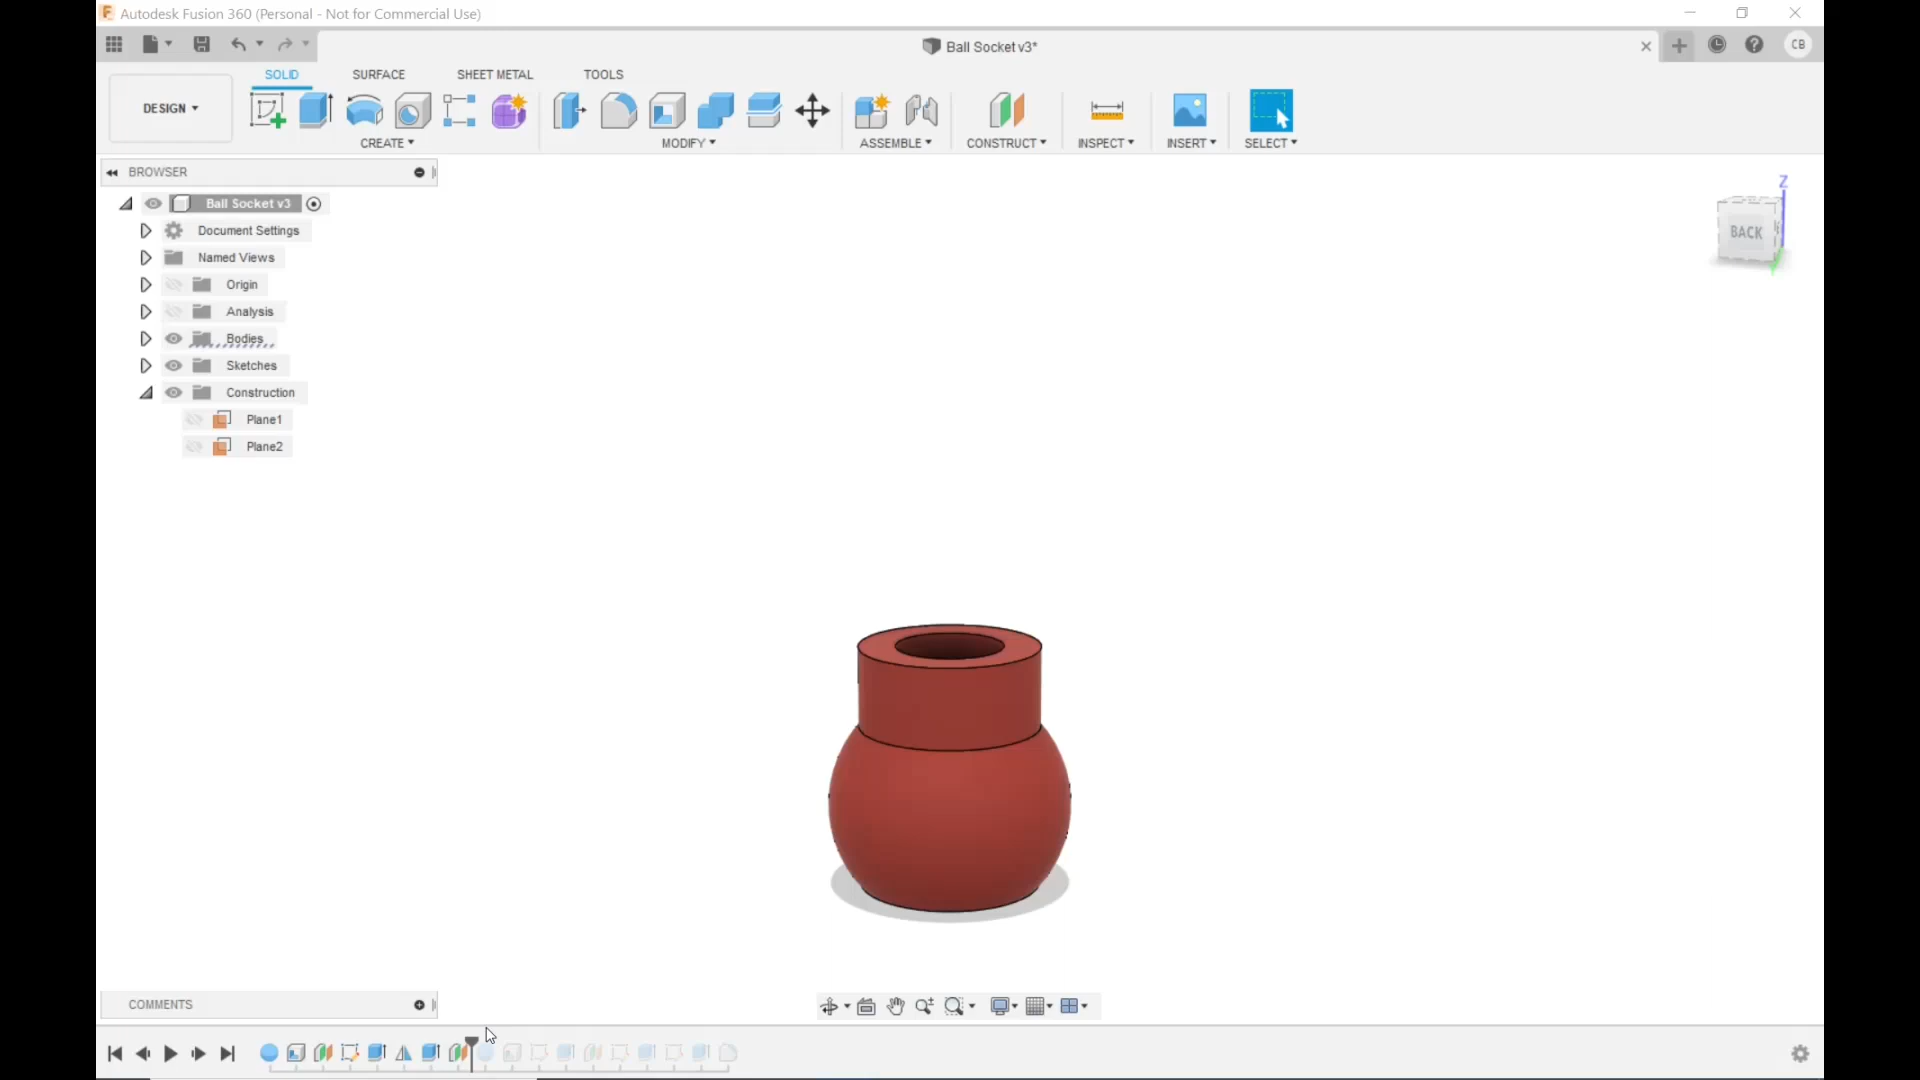 Autodesk Fusion 360 (Personal - Not for Commercial Use)
Ball Socket v3*
CB
SOLID SURFACE SHEET METAL TOOLS
DESIGN
CREATE MODIFY ASSEMBLE CONSTRUCT INSPECT INSERT SELECT
BROWSER
Ball Socket v3
Document Settings
Named Views
Origin
Analysis
Bodies
Sketches
Construction
Plane1
Plane2
Z
BACK
COMMENTS